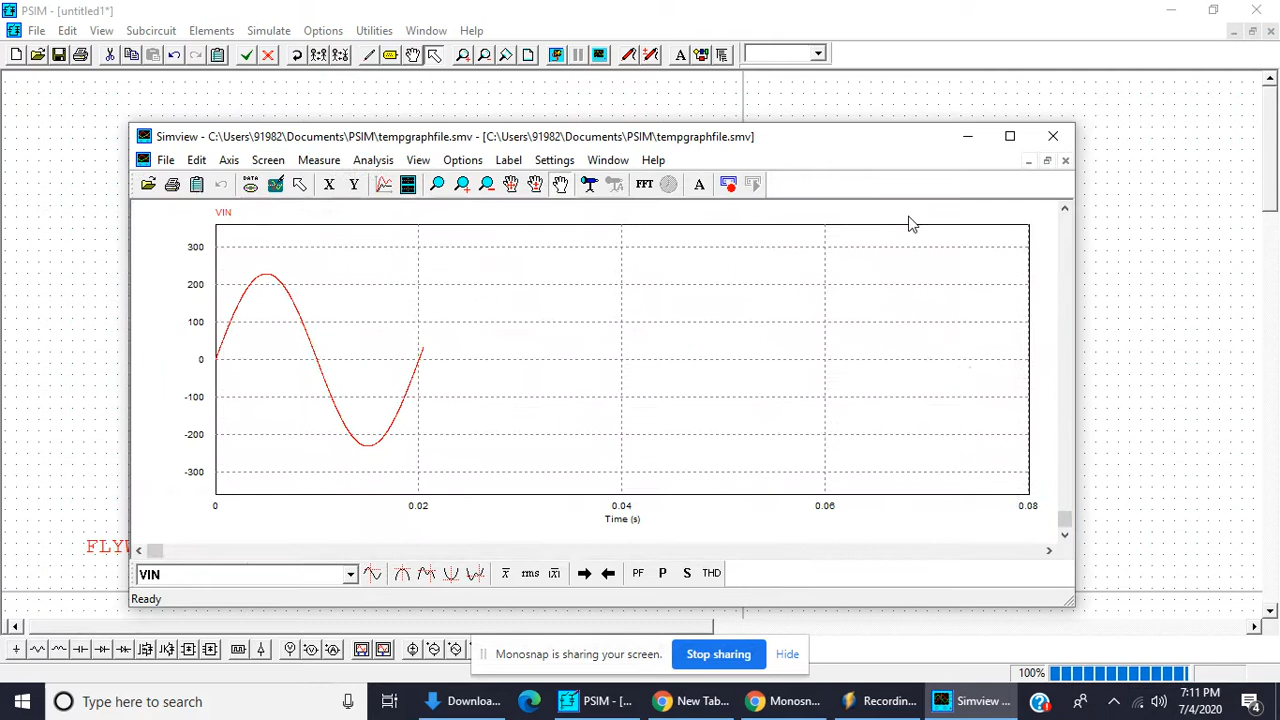 PSIM - [untitled1*]
File Edit View Subcircuit Elements Simulate Options Utilities Window Help
Simview - C:\Users\91982\Documents\PSIM\tempgraphfile.smv - [C:\Users\91982\Documents\PSIM\tempgraphfile.smv]
File Edit Axis Screen Measure Analysis View Options Label Settings Window Help
DATA X Y FFT A
VIN
300
200
100
0
-100
-200
-300
0 0.02 0.04 0.06 0.08
Time (s)
FLYW
VIN
x rms |x| PF P S THD
Ready
Monosnap is sharing your screen. Stop sharing Hide
100%
Type here to search
Downloa...
PSIM - [...
New Tab...
Monosn...
Recordin...
Simview ...
7:11 PM
7/4/2020
4